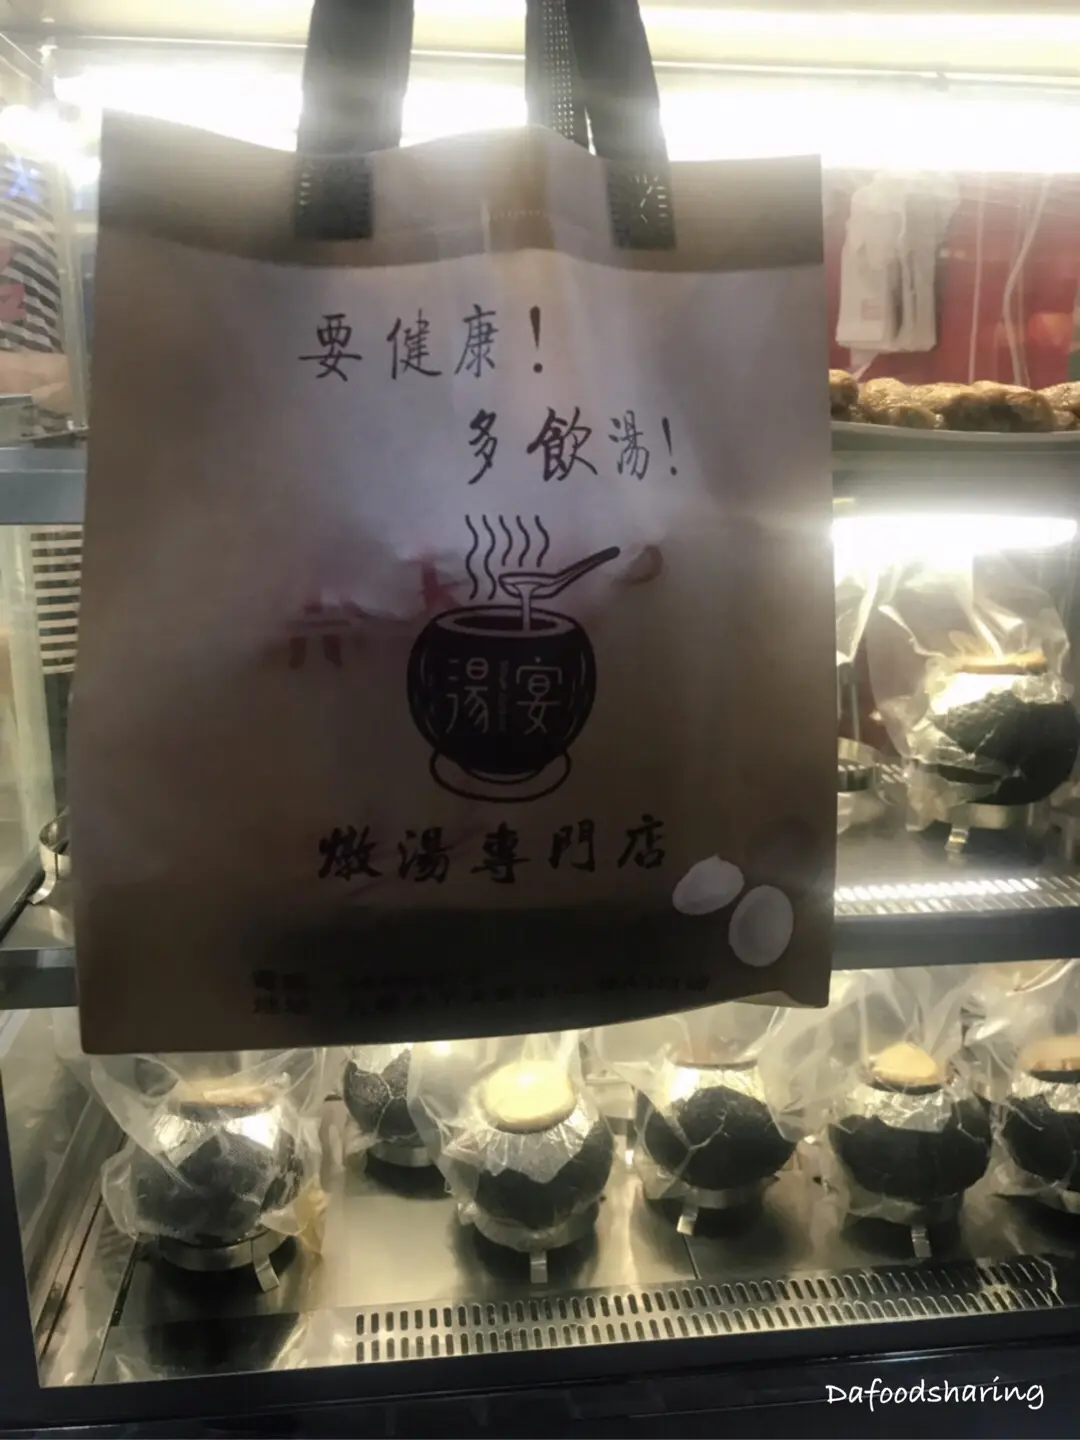 要健康！
多飲湯！
湯宴
燉湯專門店
Dafoodsharing